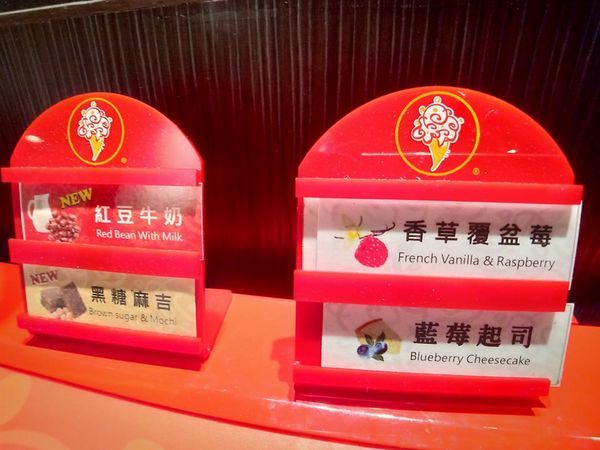 NEW
紅豆牛奶
Red Bean With Milk
NEW
黑糖麻吉
Brown sugar & Mochi
®
香草覆盆莓
French Vanilla & Raspberry
®
藍莓起司
Blueberry Cheesecake